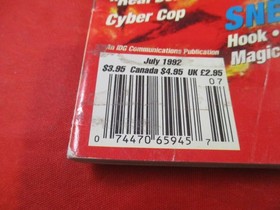 Cyber Cop
SNE
Hook •
Magic
An IDG Communications Publication
July 1992
$3.95 Canada $4.95 UK £2.95
07
0 74470 65945 7